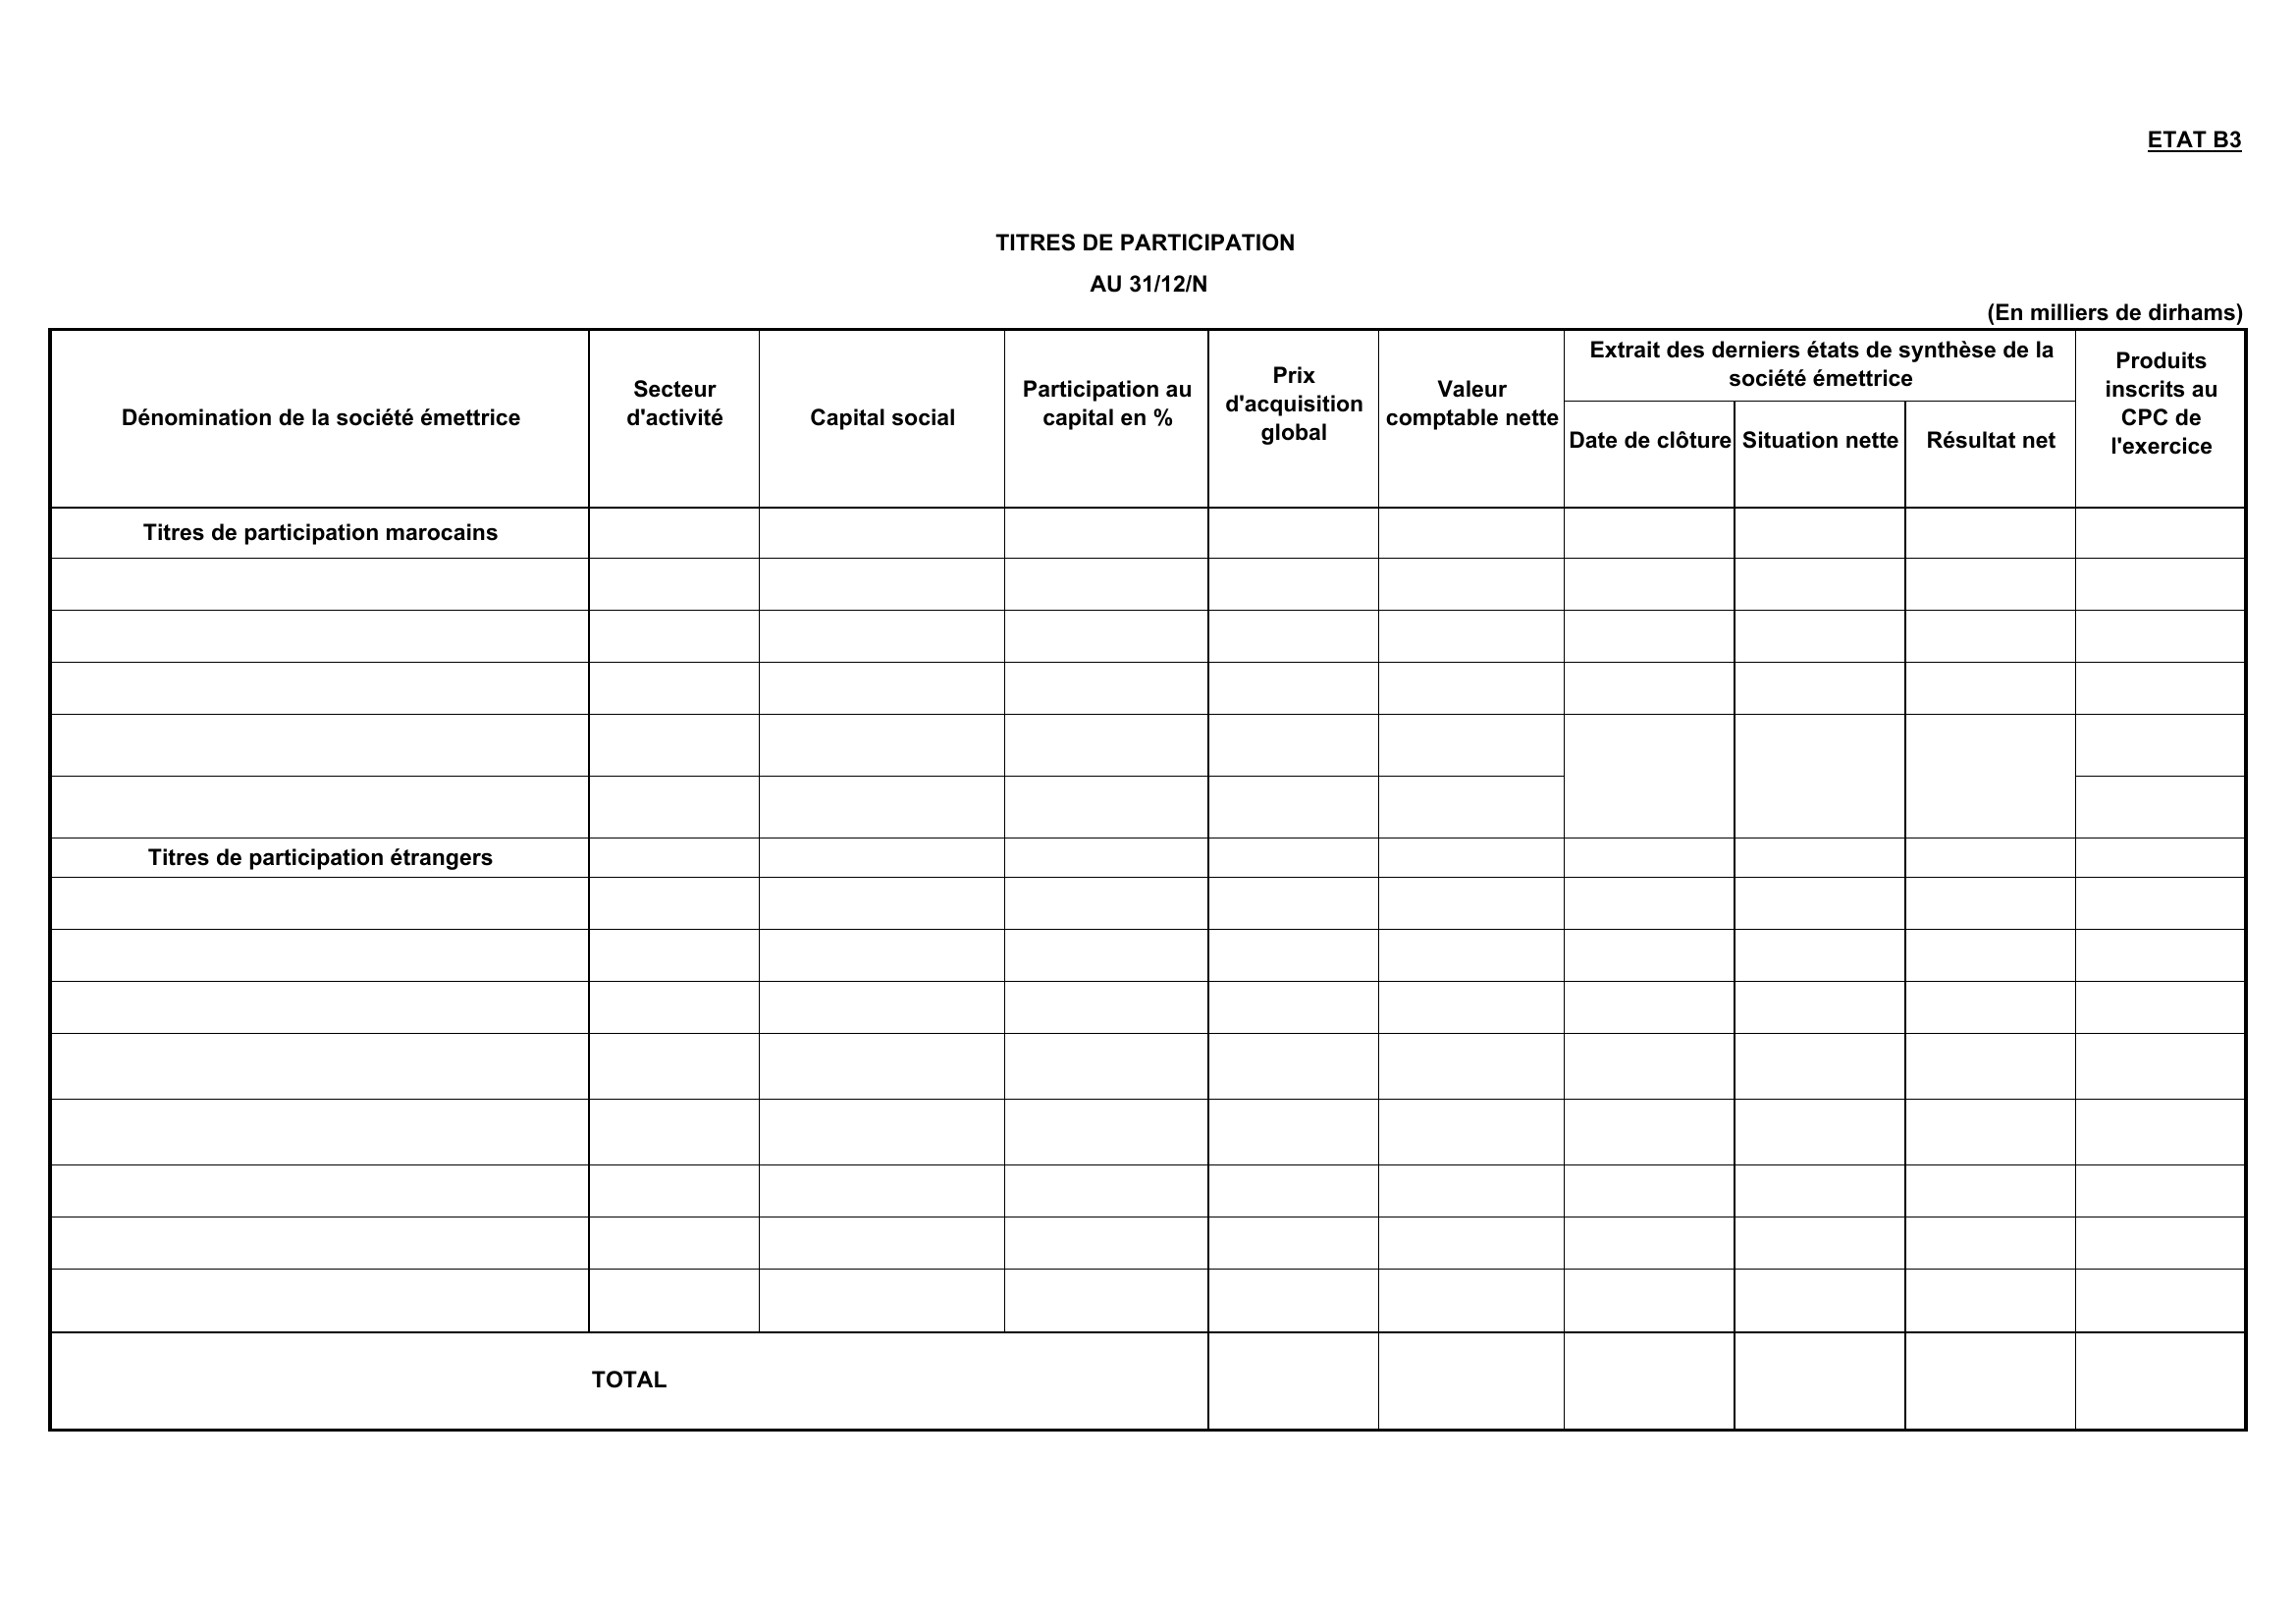 ETAT B3
TITRES DE PARTICIPATION
AU 31/12/N
(En milliers de dirhams)
Dénomination de la société émettrice
Secteur
d'activité
Capital social
Participation au
capital en %
Prix
d'acquisition
global
Valeur
comptable nette
Extrait des derniers états de synthèse de la
société émettrice
Date de clôture
Situation nette
Résultat net
Produits
inscrits au
CPC de
l'exercice
Titres de participation marocains
Titres de participation étrangers
TOTAL